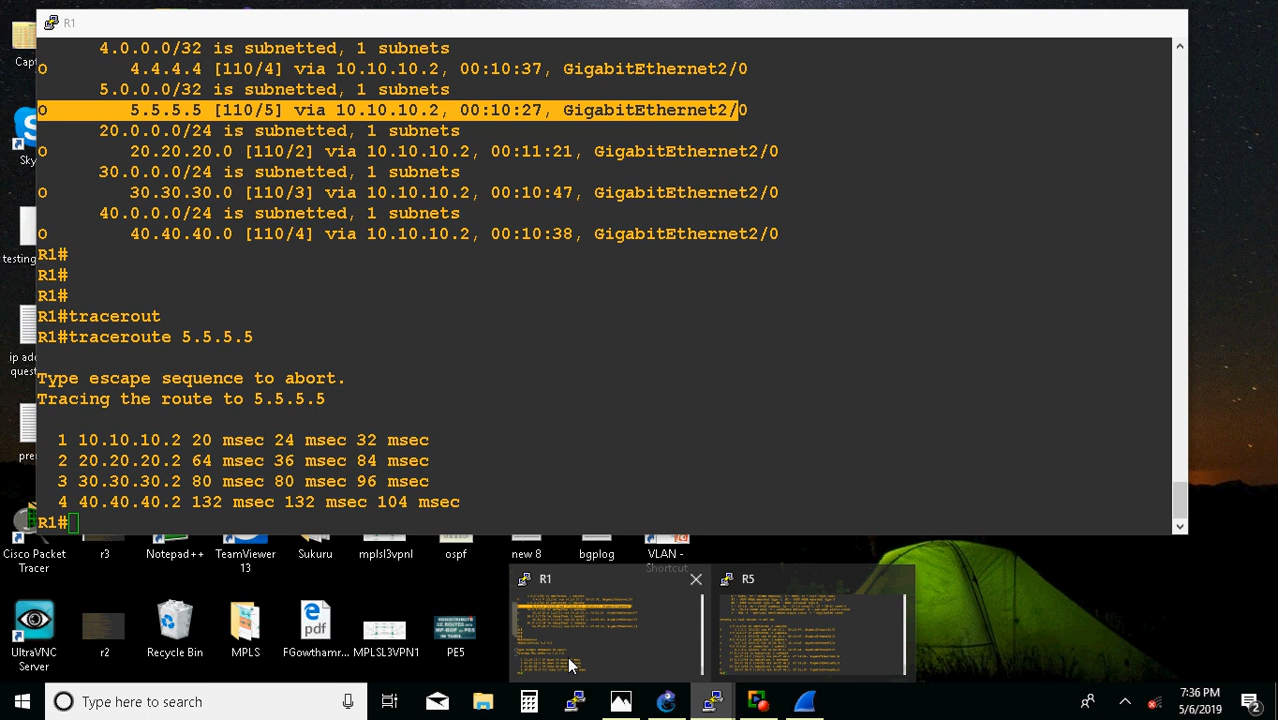 R1
4.0.0.0/32 is subnetted, 1 subnets
O 4.4.4.4 [110/4] via 10.10.10.2, 00:10:37, GigabitEthernet2/0
5.0.0.0/32 is subnetted, 1 subnets
O 5.5.5.5 [110/5] via 10.10.10.2, 00:10:27, GigabitEthernet2/0
20.0.0.0/24 is subnetted, 1 subnets
O 20.20.20.0 [110/2] via 10.10.10.2, 00:11:21, GigabitEthernet2/0
30.0.0.0/24 is subnetted, 1 subnets
O 30.30.30.0 [110/3] via 10.10.10.2, 00:10:47, GigabitEthernet2/0
40.0.0.0/24 is subnetted, 1 subnets
O 40.40.40.0 [110/4] via 10.10.10.2, 00:10:38, GigabitEthernet2/0
R1#
R1#
R1#
R1#tracerout
R1#traceroute 5.5.5.5
Type escape sequence to abort.
Tracing the route to 5.5.5.5
1 10.10.10.2 20 msec 24 msec 32 msec
2 20.20.20.2 64 msec 36 msec 84 msec
3 30.30.30.2 80 msec 80 msec 96 msec
4 40.40.40.2 132 msec 132 msec 104 msec
R1#
Capt
Sky
testing
ip ad
quest
prer
Cisco Packet
Tracer
r3
Notepad++
TeamViewer
13
Sukuru
mplsl3vpnl
ospf
new 8
bgplog
VLAN -
Shortcut
R1
R5
UltraVNC
Server
r2
Recycle Bin
MPLS
FGowthamr...
MPLSL3VPN1
PE5
Type here to search
7:36 PM
5/6/2019
2